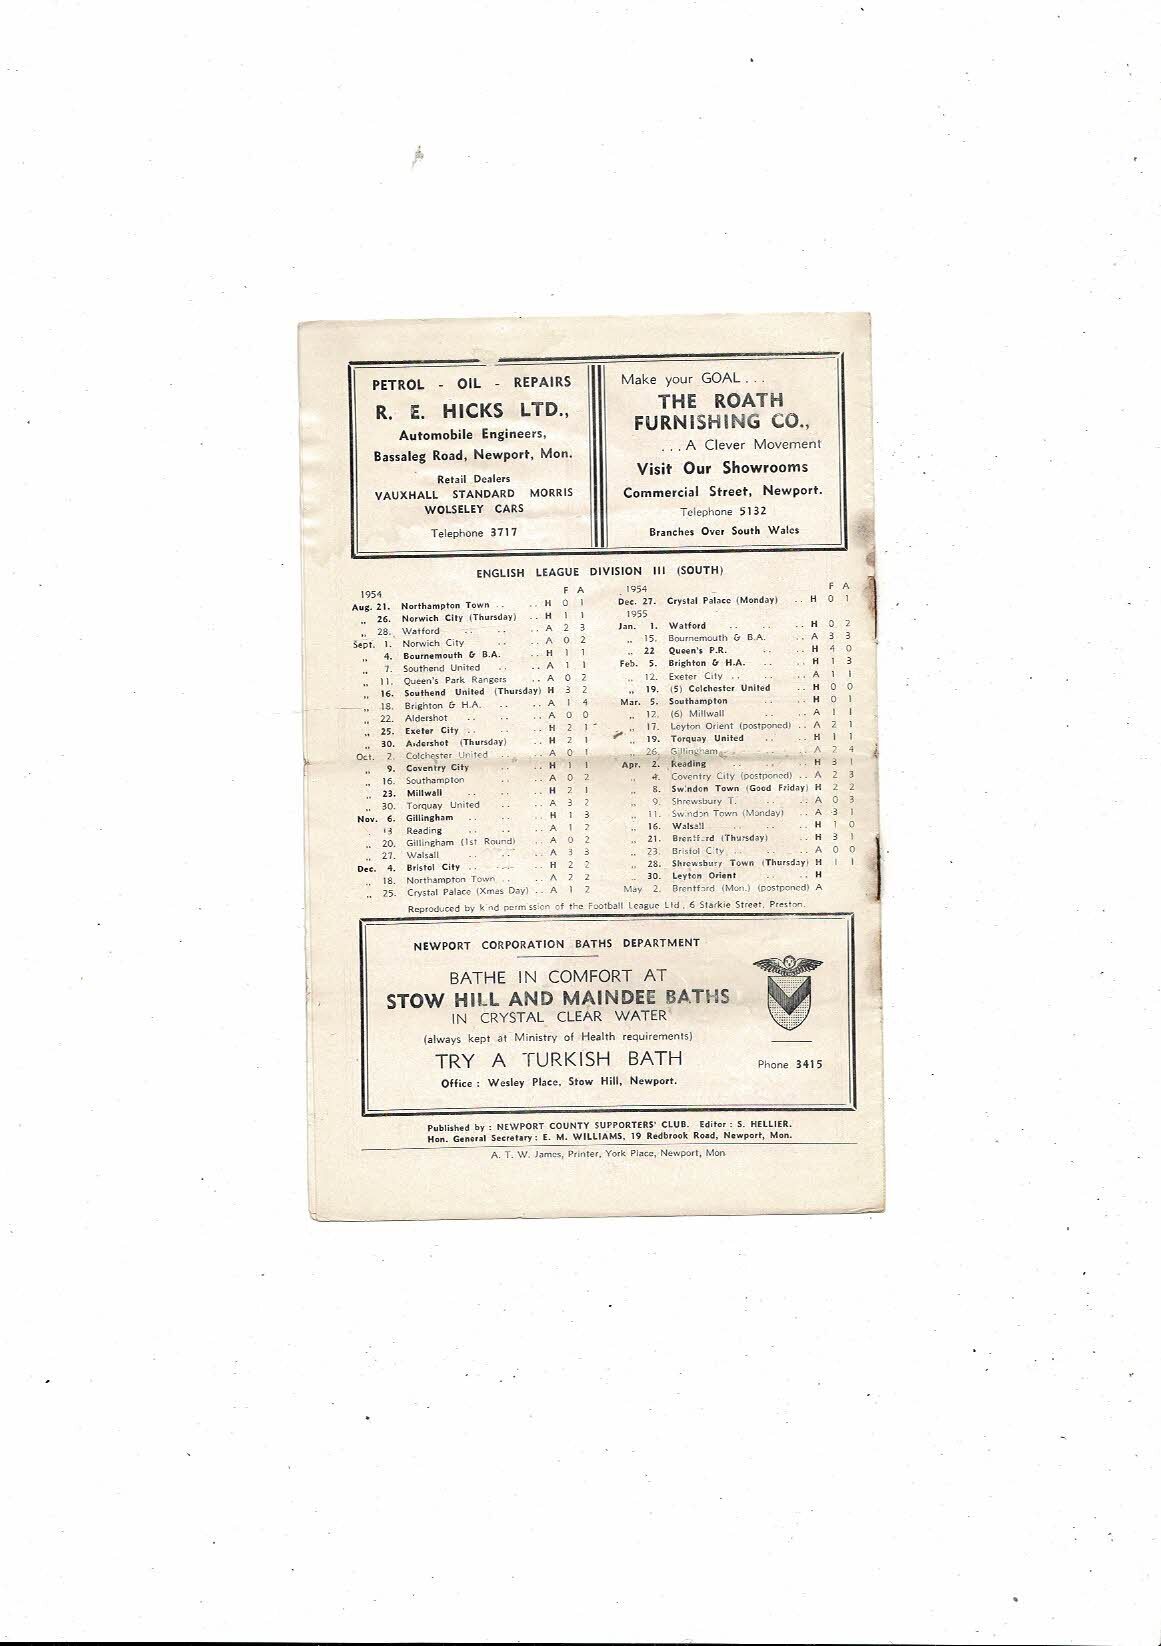 PETROL - OIL - REPAIRS
R. E. HICKS LTD.,
Automobile Engineers,
Bassaleg Road, Newport, Mon.
Retail Dealers
VAUXHALL STANDARD MORRIS
WOLSELEY CARS
Telephone 3717
Make your GOAL . . .
THE ROATH
FURNISHING CO.,
. . . A Clever Movement
Visit Our Showrooms
Commercial Street, Newport.
Telephone 5132
Branches Over South Wales
ENGLISH LEAGUE DIVISION III (SOUTH)
1954 F A
Aug. 21. Northampton Town .. .. H 0 1
„ 26. Norwich City (Thursday) .. H 1 1
„ 28. Watford .. .. .. A 2 3
Sept. 1. Norwich City .. .. A 0 2
„ 4. Bournemouth & B.A. .. H 1 1
„ 7. Southend United .. .. A 1 1
„ 11. Queen's Park Rangers .. A 0 2
„ 16. Southend United (Thursday) H 3 2
„ 18. Brighton & H.A. .. .. A 1 4
„ 22. Aldershot .. .. .. A 0 0
„ 25. Exeter City .. .. .. H 2 1
„ 30. Aldershot (Thursday) .. H 2 1
Oct. 2. Colchester United .. .. A 0 1
„ 9. Coventry City .. .. H 1 1
„ 16. Southampton .. .. A 0 2
„ 23. Millwall .. .. .. H 2 1
„ 30. Torquay United .. .. A 3 2
Nov. 6. Gillingham .. .. .. H 1 3
13 Reading .. .. .. A 1 2
„ 20. Gillingham (1st Round) .. A 0 2
„ 27. Walsall .. .. .. A 3 3
Dec. 4. Bristol City .. .. .. H 2 2
„ 18. Northampton Town .. .. A 2 2
„ 25. Crystal Palace (Xmas Day) .. A 1 2
1954 F A
Dec. 27. Crystal Palace (Monday) .. H 0 1
1955
Jan. 1. Watford .. .. .. H 0 2
„ 15. Bournemouth & B.A. .. A 3 3
„ 22 Queen's P.R. .. .. H 4 0
Feb. 5. Brighton & H.A. .. .. H 1 3
„ 12. Exeter City .. .. .. A 1 1
„ 19. (5) Colchester United .. H 0 0
Mar. 5. Southampton .. .. H 0 1
„ 12. (6) Millwall .. .. A 1 1
„ 17. Leyton Orient (postponed) .. A 2 1
„ 19. Torquay United .. .. H 1 1
„ 26. Gillingham .. .. .. A 2 4
Apr. 2. Reading .. .. .. H 3 1
„ 4. Coventry City (postponed) .. A 2 3
„ 8. Swindon Town (Good Friday) H 2 2
„ 9. Shrewsbury T. .. .. A 0 3
„ 11. Swindon Town (Monday) .. A 3 1
„ 16. Walsall .. .. .. H 1 0
„ 21. Brentford (Thursday) .. H 3 1
„ 23. Bristol City .. .. .. A 0 0
„ 28. Shrewsbury Town (Thursday) H 1 1
„ 30. Leyton Orient .. .. H
May 2. Brentford (Mon.) (postponed) A
Reproduced by kind permission of the Football League Ltd., 6 Starkie Street, Preston.
NEWPORT CORPORATION BATHS DEPARTMENT
BATHE IN COMFORT AT
STOW HILL AND MAINDEE BATHS
IN CRYSTAL CLEAR WATER
(always kept at Ministry of Health requirements)
TRY A TURKISH BATH
Office : Wesley Place, Stow Hill, Newport.
Phone 3415
Published by : NEWPORT COUNTY SUPPORTERS' CLUB. Editor : S. HELLIER.
Hon. General Secretary : E. M. WILLIAMS, 19 Redbrook Road, Newport, Mon.
A. T. W. James, Printer, York Place, Newport, Mon